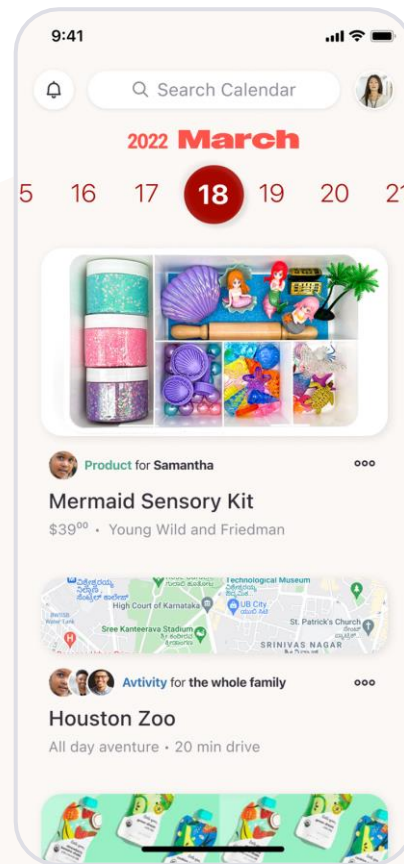 9:41
Search Calendar
2022 March
5 16 17 18 19 20 21
Product for Samantha
Mermaid Sensory Kit
$39⁰⁰ • Young Wild and Friedman
Technological Museum
High Court of Karnataka
UB City
St. Patrick's Church
Sree Kanteerava Stadium
SRINIVAS NAGAR
H
Avtivity for the whole family
Houston Zoo
All day aventure • 20 min drive